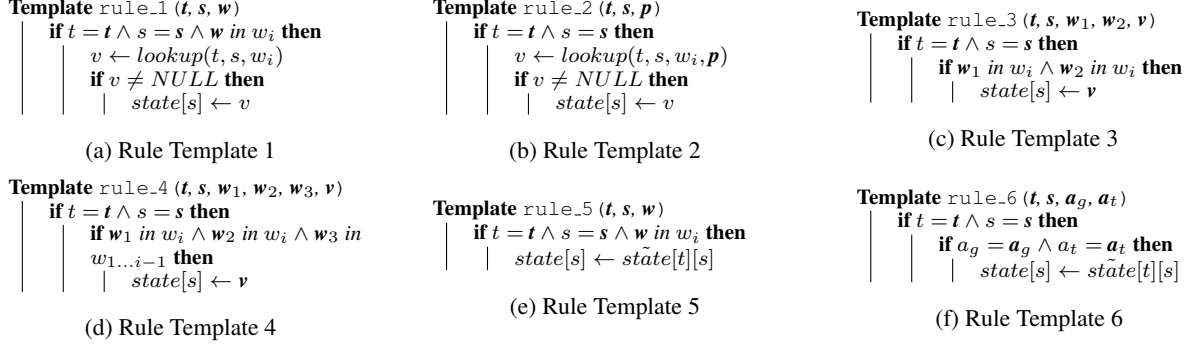 Template rule_1 (t, s, w)
if t = t ∧ s = s ∧ w in w_i then
v ← lookup(t, s, w_i)
if v ≠ NULL then
state[s] ← v
(a) Rule Template 1
Template rule_2 (t, s, p)
if t = t ∧ s = s then
v ← lookup(t, s, w_i, p)
if v ≠ NULL then
state[s] ← v
(b) Rule Template 2
Template rule_3 (t, s, w_1, w_2, v)
if t = t ∧ s = s then
if w_1 in w_i ∧ w_2 in w_i then
state[s] ← v
(c) Rule Template 3
Template rule_4 (t, s, w_1, w_2, w_3, v)
if t = t ∧ s = s then
if w_1 in w_i ∧ w_2 in w_i ∧ w_3 in
w_{1...i−1} then
state[s] ← v
(d) Rule Template 4
Template rule_5 (t, s, w)
if t = t ∧ s = s ∧ w in w_i then
state[s] ← stãte[t][s]
(e) Rule Template 5
Template rule_6 (t, s, a_g, a_t)
if t = t ∧ s = s then
if a_g = a_g ∧ a_t = a_t then
state[s] ← stãte[t][s]
(f) Rule Template 6